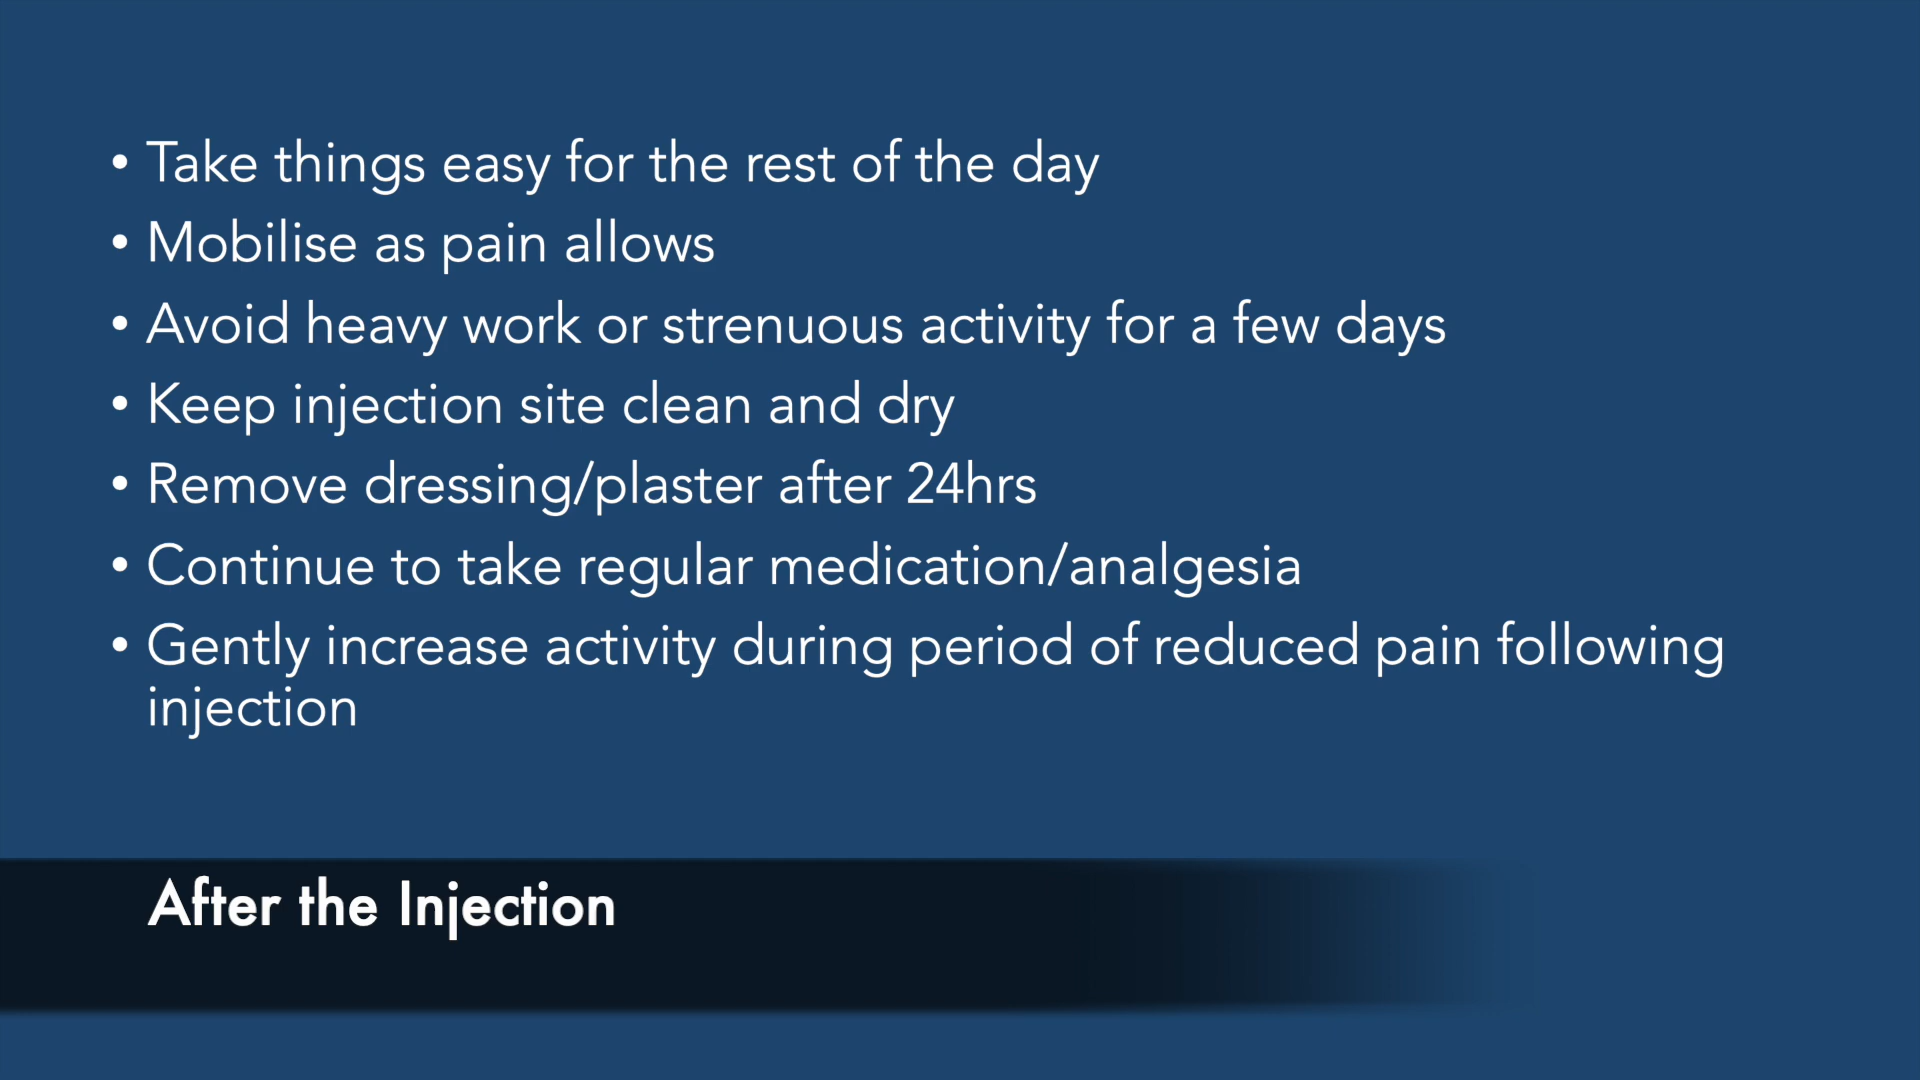 • Take things easy for the rest of the day
• Mobilise as pain allows
• Avoid heavy work or strenuous activity for a few days
• Keep injection site clean and dry
• Remove dressing/plaster after 24hrs
• Continue to take regular medication/analgesia
• Gently increase activity during period of reduced pain following
injection
After the Injection